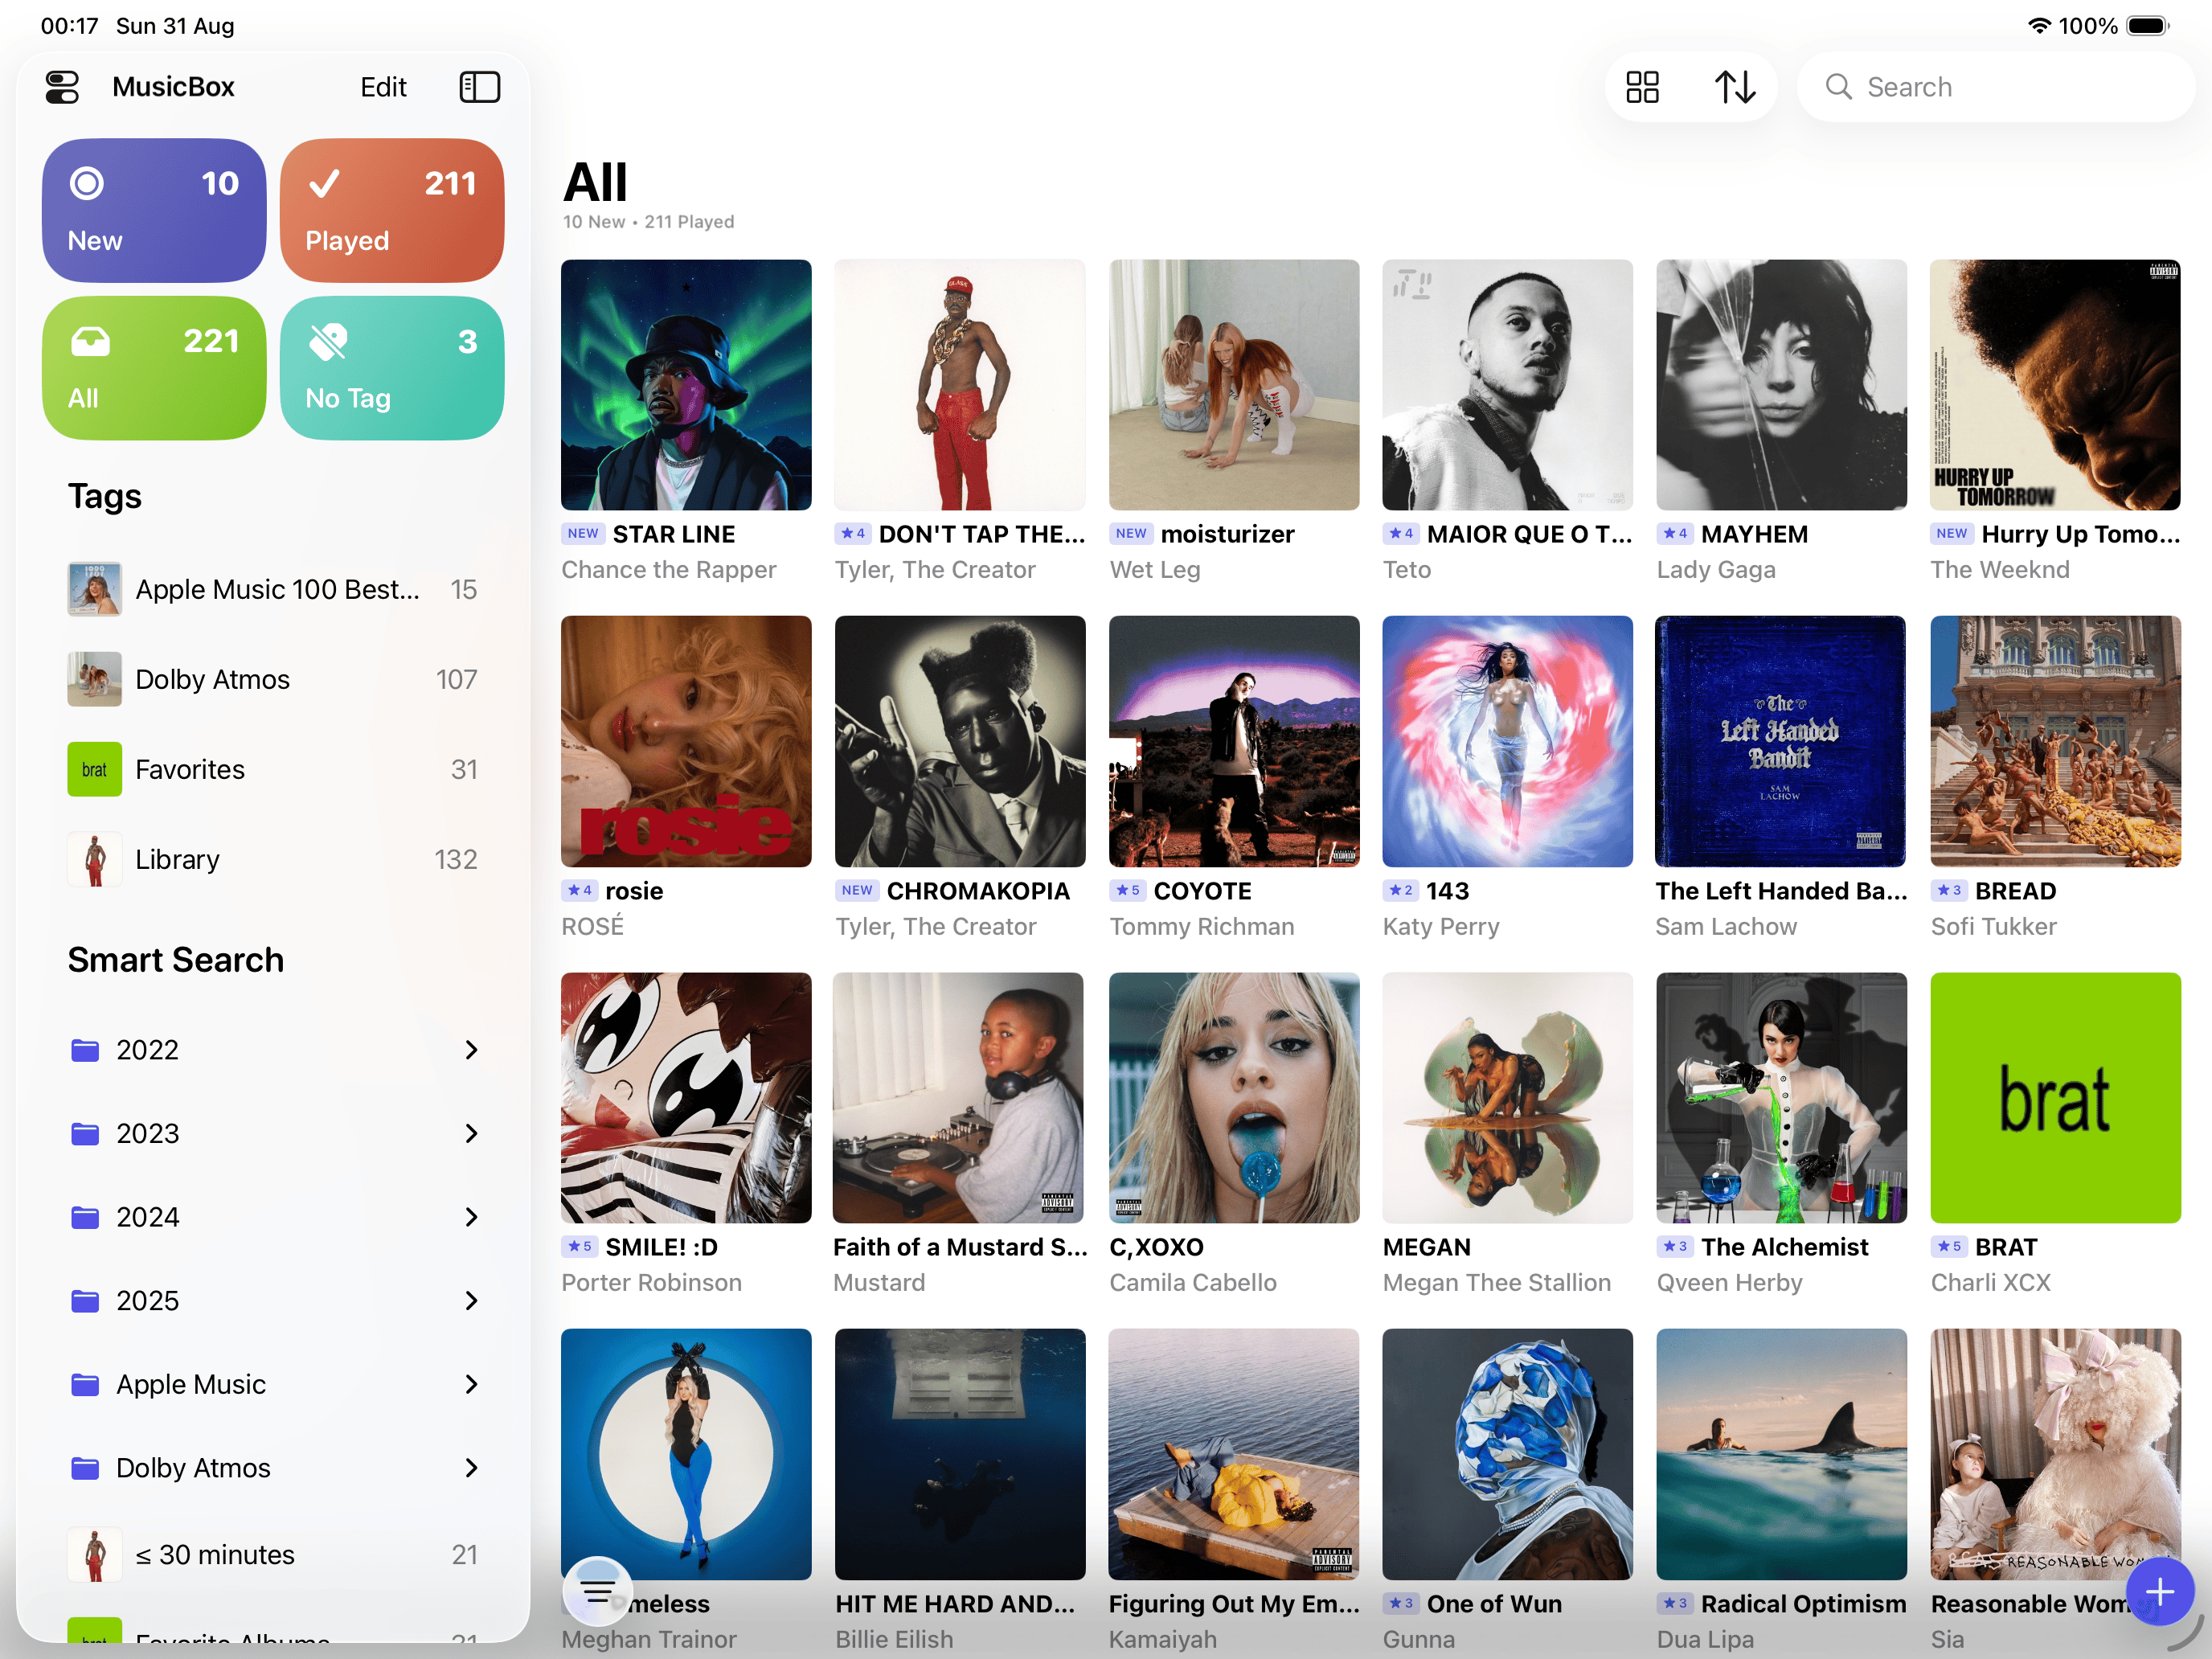 00:17 Sun 31 Aug
100%
MusicBox
Edit
Search
10
New
211
Played
221
All
3
No Tag
Tags
Apple Music 100 Best... 15
Dolby Atmos 107
brat
Favorites 31
Library 132
Smart Search
2022
2023
2024
2025
Apple Music
Dolby Atmos
≤ 30 minutes 21
All
10 New • 211 Played
HURRY UP
TOMORROW
NEW STAR LINE
Chance the Rapper
★ 4 DON'T TAP THE...
Tyler, The Creator
NEW moisturizer
Wet Leg
★ 4 MAIOR QUE O T...
Teto
★ 4 MAYHEM
Lady Gaga
NEW Hurry Up Tomo...
The Weeknd
rosie
The
Left Handed
Bandit
SAM
LACHOW
★ 4 rosie
ROSÉ
NEW CHROMAKOPIA
Tyler, The Creator
★ 5 COYOTE
Tommy Richman
★ 2 143
Katy Perry
The Left Handed Ba...
Sam Lachow
★ 3 BREAD
Sofi Tukker
brat
★ 5 SMILE! :D
Porter Robinson
Faith of a Mustard S...
Mustard
C,XOXO
Camila Cabello
MEGAN
Megan Thee Stallion
★ 3 The Alchemist
Qveen Herby
★ 5 BRAT
Charli XCX
PARENTAL
ADVISORY
EXPLICIT CONTENT
REASONABLE WOM
meless
Meghan Trainor
HIT ME HARD AND...
Billie Eilish
Figuring Out My Em...
Kamaiyah
★ 3 One of Wun
Gunna
★ 3 Radical Optimism
Dua Lipa
Reasonable Wom
Sia